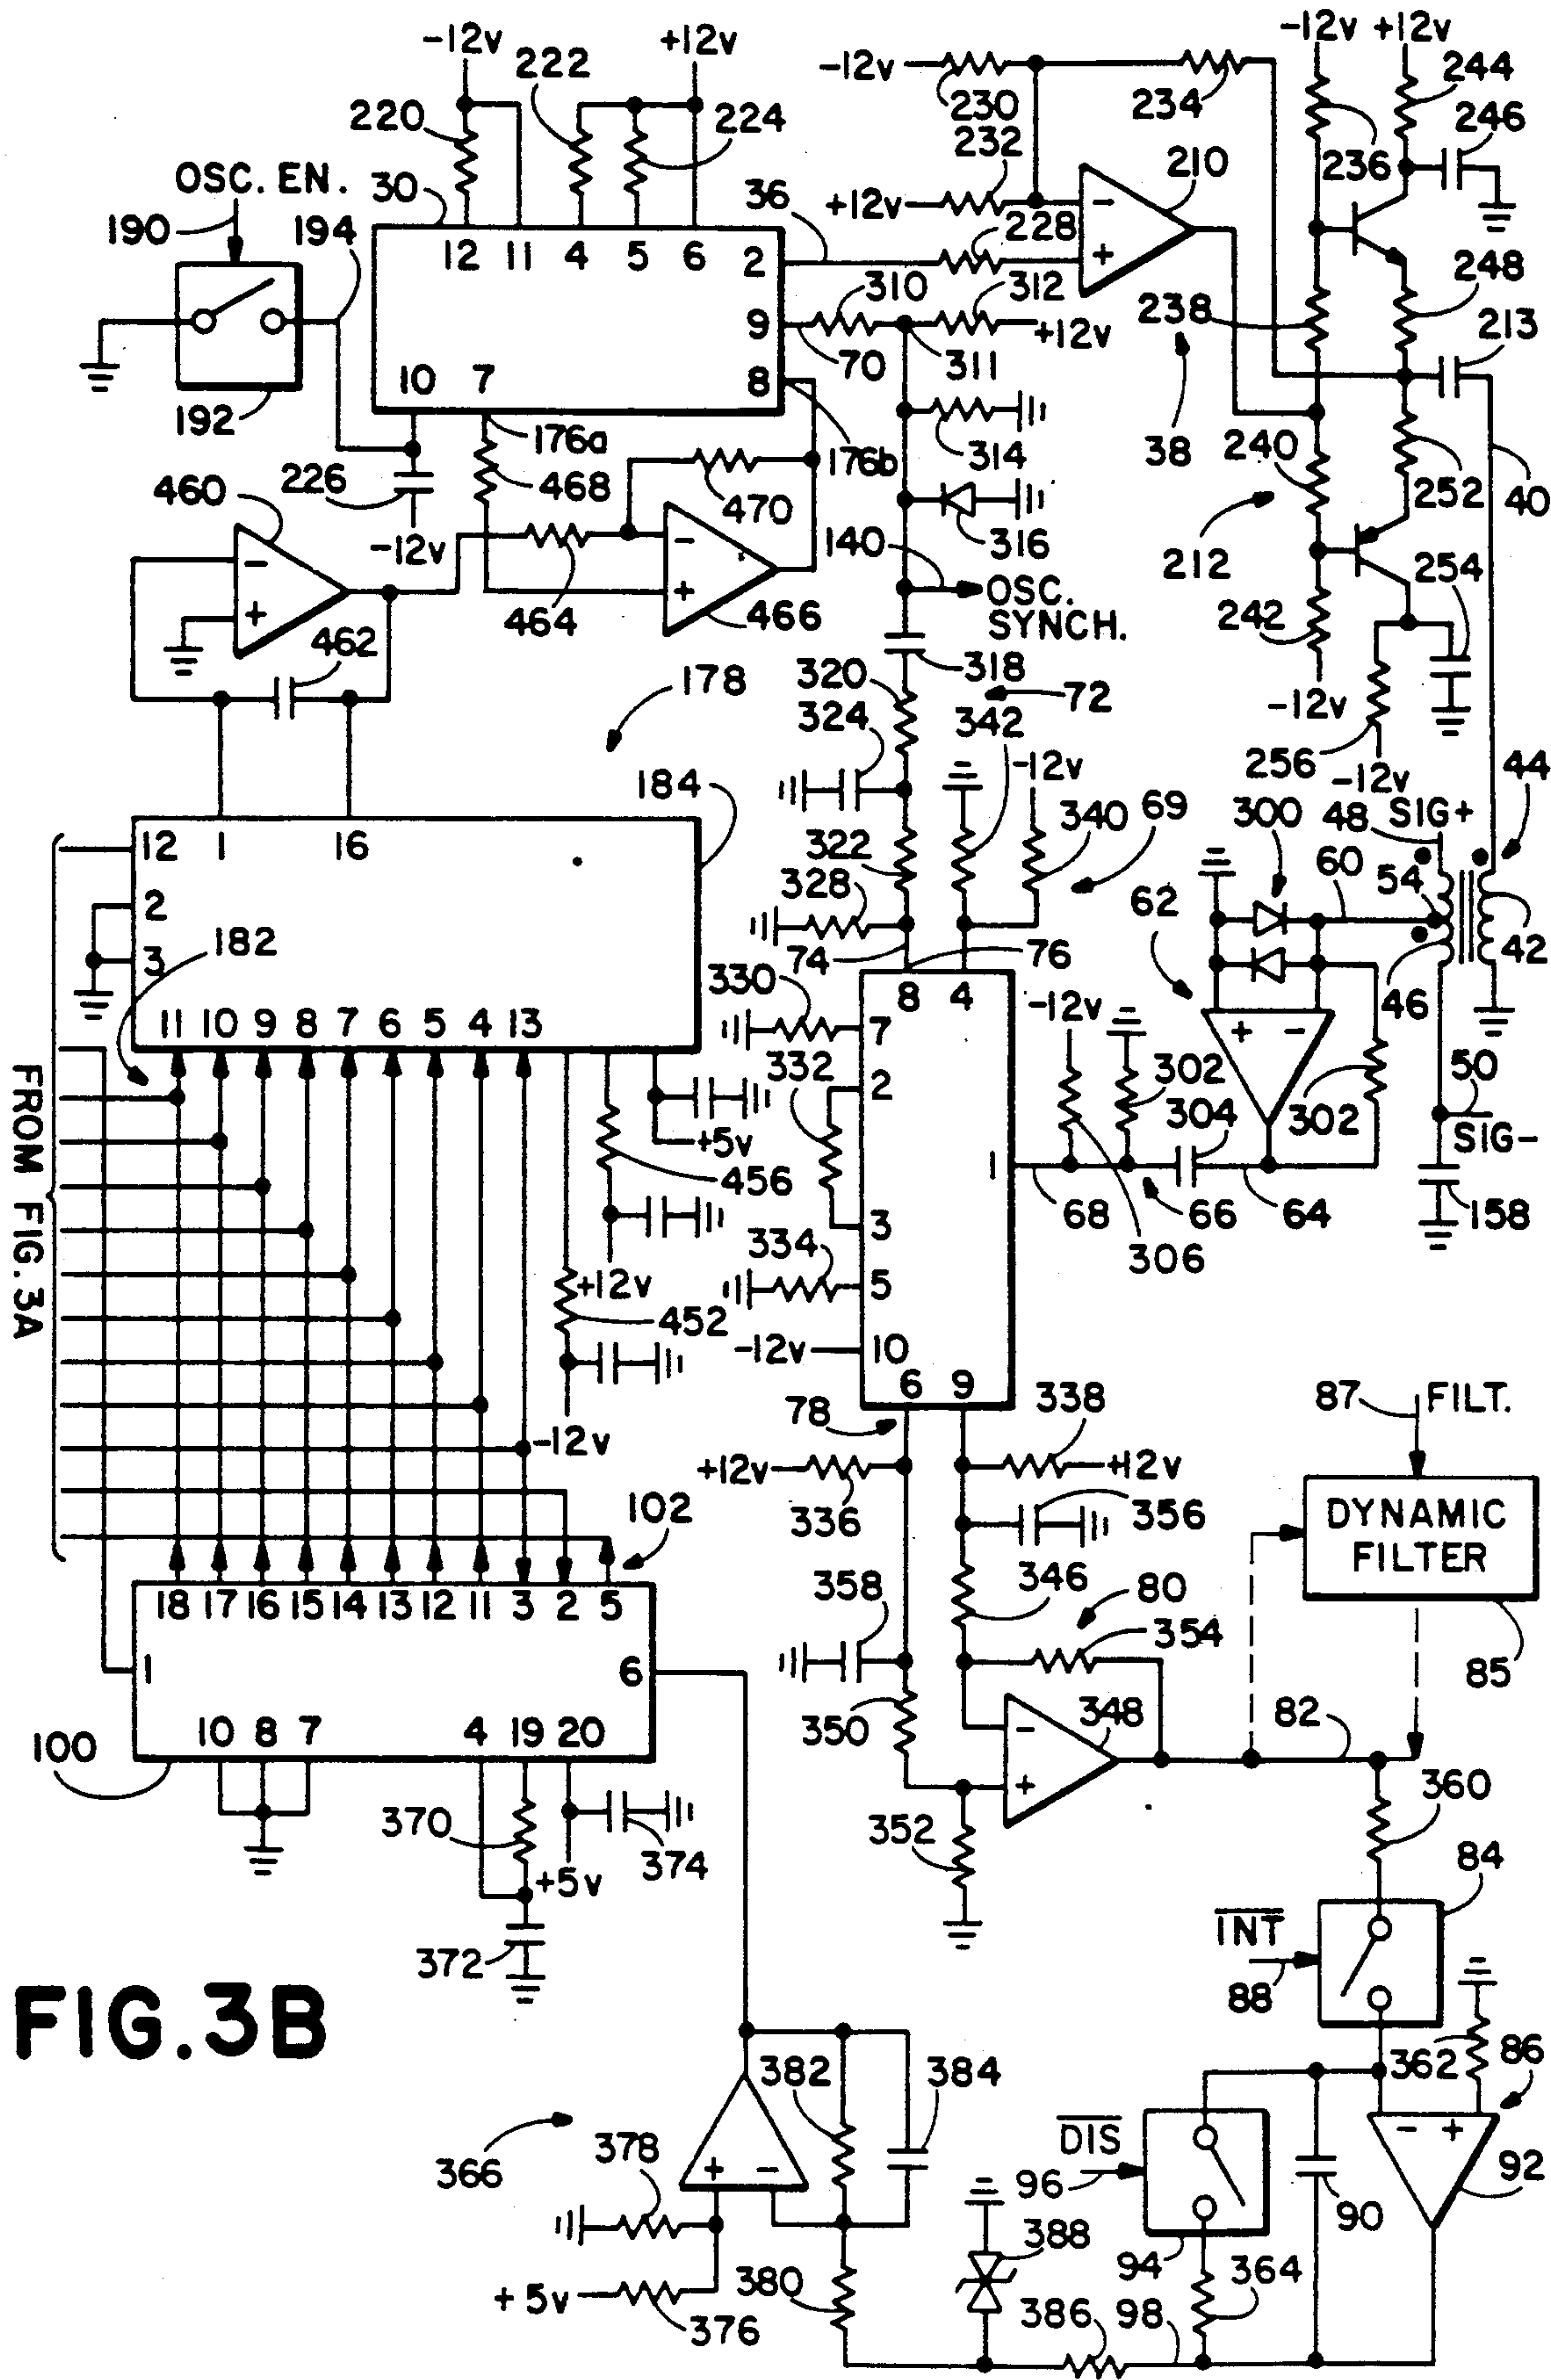 -12v +12v -12v +12v
222 -12v 244
220 224 230 234 246
232 236
OSC. EN. 30 36 210
190 194 +12v -
12 11 4 5 6 2 228 +
310 312 248
9 238 213
+12v
10 7 8 70 311
192 176a 176b 314 38 240
460 226 468 470 252 40
-12v - 140 316 212 254
- OSC.
+ 464 + 466 SYNCH. 242
462 318
178 320 72 -12v
324 342 256
-12v -12v 44
184 300 48 SIG+
12 1 16 322 340 69 60 54
328 62
2 182 74 76 42
3 330 8 4 -12v 46
11 10 9 8 7 6 5 4 13 7 + -
332 2 302 50
+5v 304 302 SIG-
456 1
FROM FIG. 3A
3 68 66 64 158
334 306
+12v 5
452 -12v 10
6 9 338 87 FILT.
-12v 78
+12v +12v
102 336 356 DYNAMIC
FILTER
18 17 16 15 14 13 12 11 3 2 5 358 346 80
354
1 6 85
350 348 82
10 8 7 4 19 20 -
100 + 360
370 374 352
+5v 84
INT
372 88
FIG.3B
382 384 362 86
DIS - +
366 378 + - 96 92
90
388 94 364
+5v 380
376 386 98